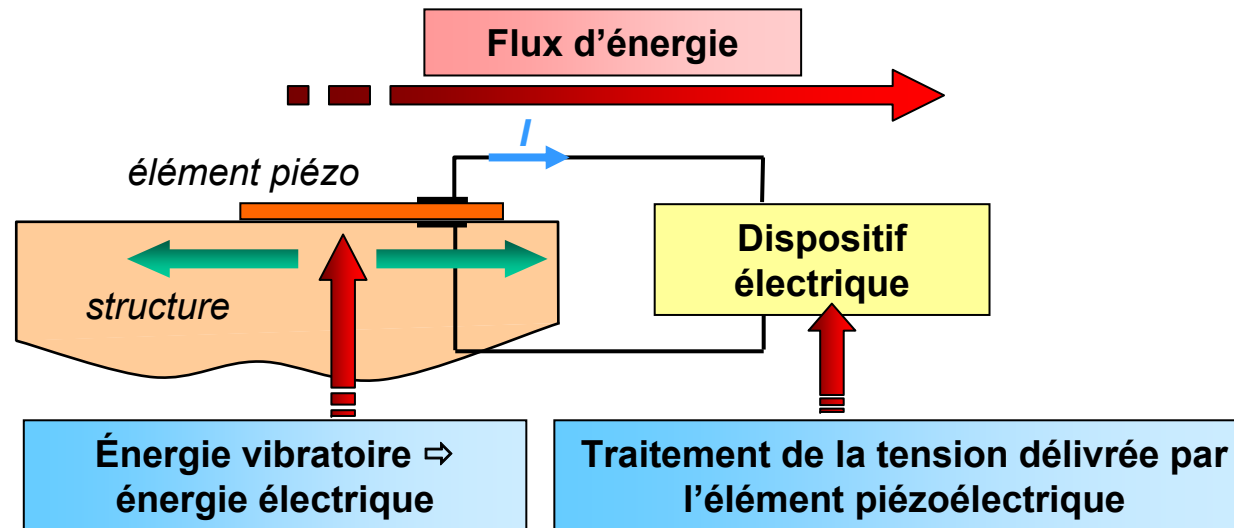 Flux d’énergie
I
élément piézo
Dispositif
électrique
structure
Énergie vibratoire ⇨
énergie électrique
Traitement de la tension délivrée par
l’élément piézoélectrique